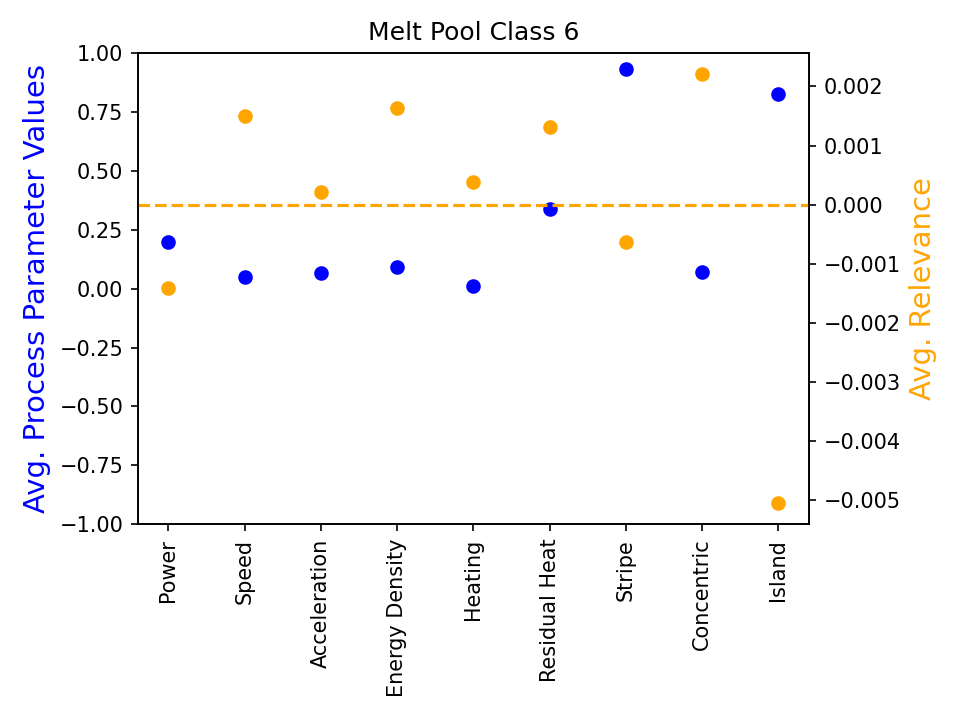 Melt Pool Class 6
Avg. Process Parameter Values
1.00
0.75
0.50
0.25
0.00
−0.25
−0.50
−0.75
−1.00
0.002
0.001
0.000
−0.001
−0.002
−0.003
−0.004
−0.005
Avg. Relevance
Power
Speed
Acceleration
Energy Density
Heating
Residual Heat
Stripe
Concentric
Island